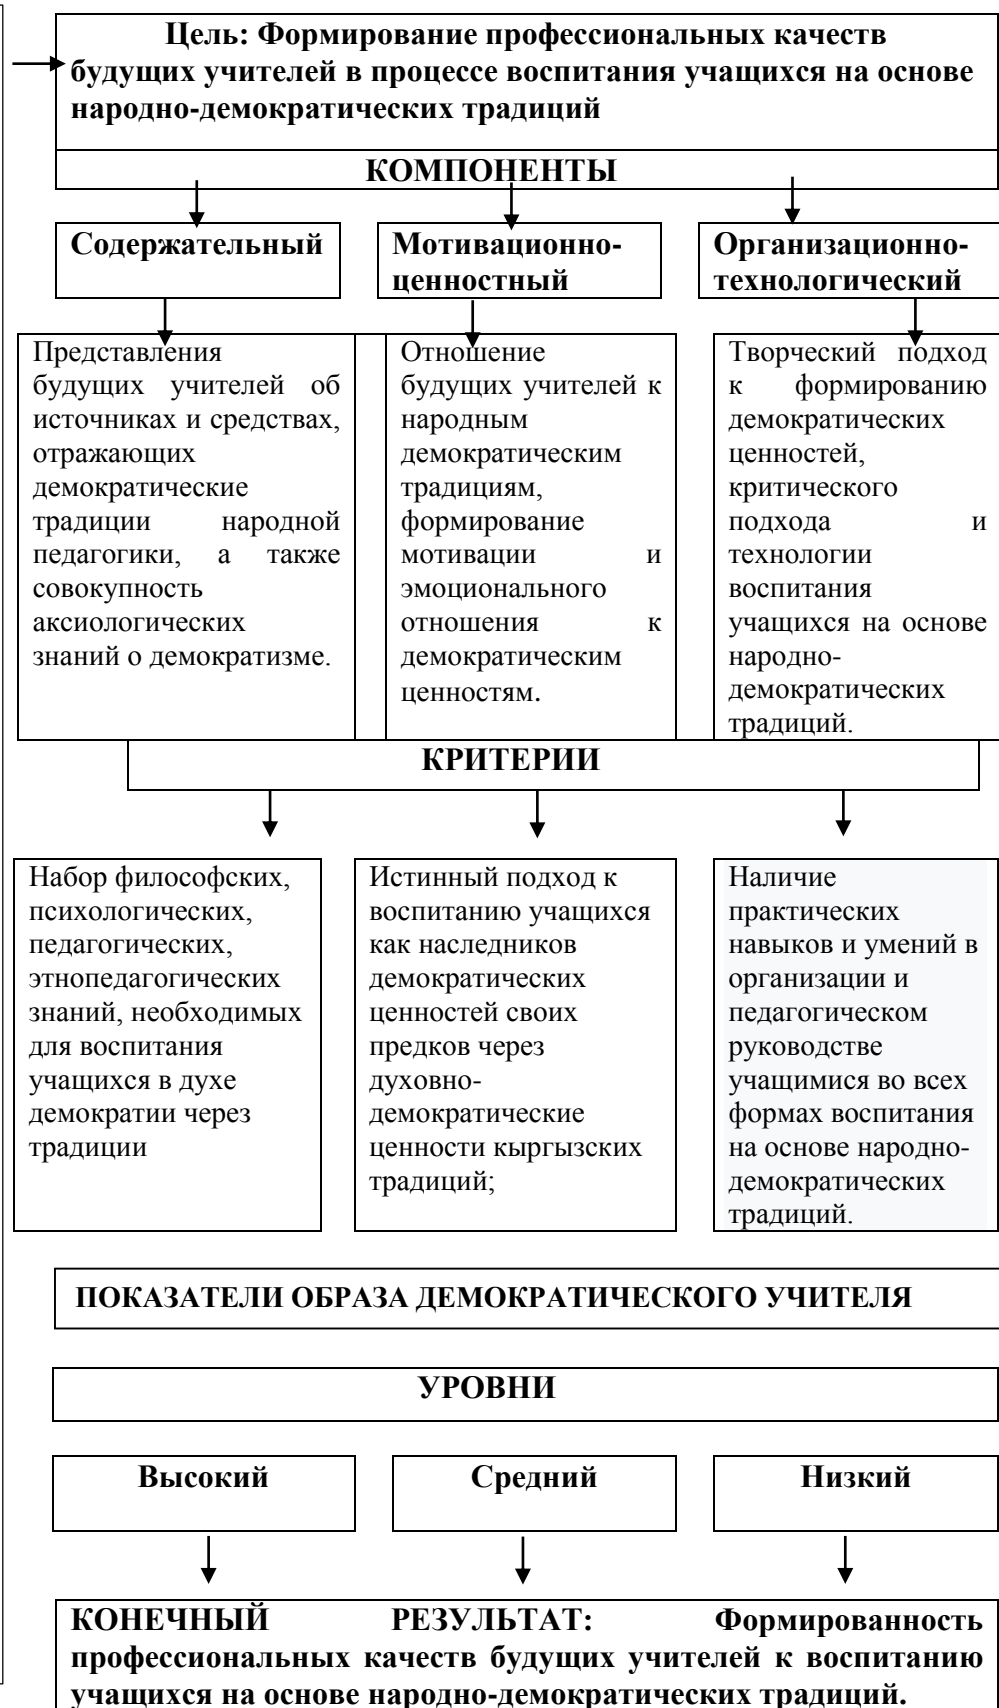 Цель: Формирование профессиональных качеств
будущих учителей в процессе воспитания учащихся на основе
народно-демократических традиций
КОМПОНЕНТЫ
Содержательный
Мотивационно-
ценностный
Организационно-
технологический
Представления
будущих учителей об
источниках и средствах,
отражающих
демократические
традиции народной
педагогики, а также
совокупность
аксиологических
знаний о демократизме.
Отношение
будущих учителей к
народным
демократическим
традициям,
формирование
мотивации и
эмоционального
отношения к
демократическим
ценностям.
Творческий подход
к формированию
демократических
ценностей,
критического
подхода и
технологии
воспитания
учащихся на основе
народно-
демократических
традиций.
КРИТЕРИИ
Набор философских,
психологических,
педагогических,
этнопедагогических
знаний, необходимых
для воспитания
учащихся в духе
демократии через
традиции
Истинный подход к
воспитанию учащихся
как наследников
демократических
ценностей своих
предков через
духовно-
демократические
ценности кыргызских
традиций;
Наличие
практических
навыков и умений в
организации и
педагогическом
руководстве
учащимися во всех
формах воспитания
на основе народно-
демократических
традиций.
ПОКАЗАТЕЛИ ОБРАЗА ДЕМОКРАТИЧЕСКОГО УЧИТЕЛЯ
УРОВНИ
Высокий
Средний
Низкий
КОНЕЧНЫЙ РЕЗУЛЬТАТ: Формированность
профессиональных качеств будущих учителей к воспитанию
учащихся на основе народно-демократических традиций.